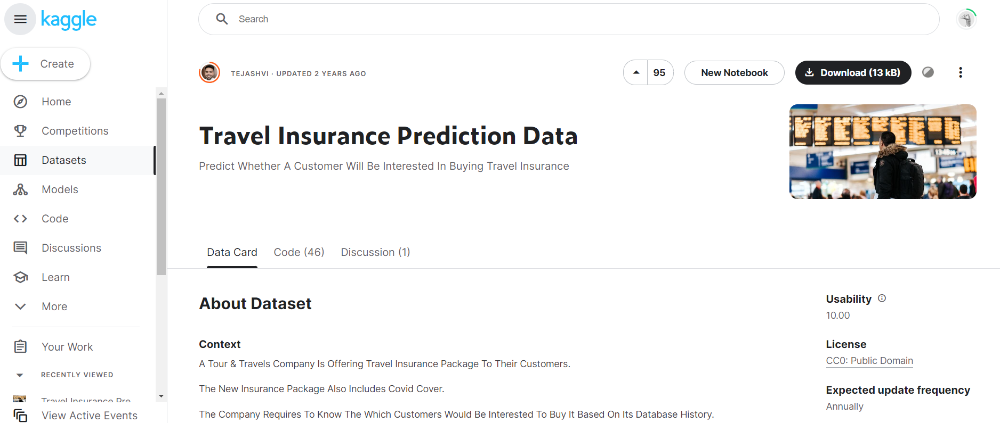 kaggle
Search
Create
Home
Competitions
Datasets
Models
Code
Discussions
Learn
More
Your Work
RECENTLY VIEWED
Travel Insurance Pre
View Active Events
TEJASHVI · UPDATED 2 YEARS AGO
95
New Notebook
Download (13 kB)
Travel Insurance Prediction Data
Predict Whether A Customer Will Be Interested In Buying Travel Insurance
Data Card
Code (46)
Discussion (1)
About Dataset
Context
A Tour & Travels Company Is Offering Travel Insurance Package To Their Customers.
The New Insurance Package Also Includes Covid Cover.
The Company Requires To Know The Which Customers Would Be Interested To Buy It Based On Its Database History.
Usability
10.00
License
CC0: Public Domain
Expected update frequency
Annually